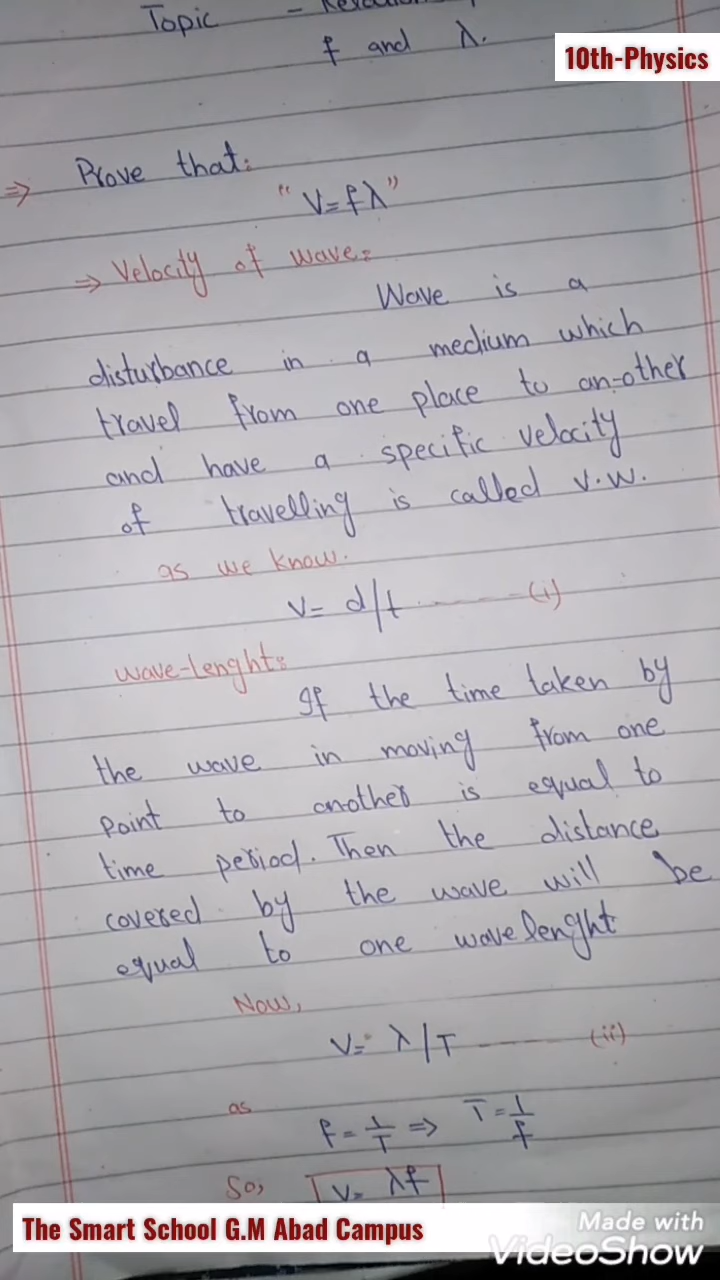 Topic -
f and λ.
10th-Physics
⇒ Prove that:
" V=fλ"
⇒ Velocity of wave:
Wave is a
disturbance in a medium which
travel from one place to an-other
and have a specific velocity
of travelling is called v.w.
as we know.
V= d/t ------- (i)
wave-lenght:
If the time taken by
the wave in moving from one
point to another is equal to
time period. Then the distance
covered by the wave will be
equal to one wavelenght
Now,
V= λ/T ------- (ii)
as f= 1/T ⇒ T= 1/f
So, V= λf
The Smart School G.M Abad Campus
Made with
VideoShow